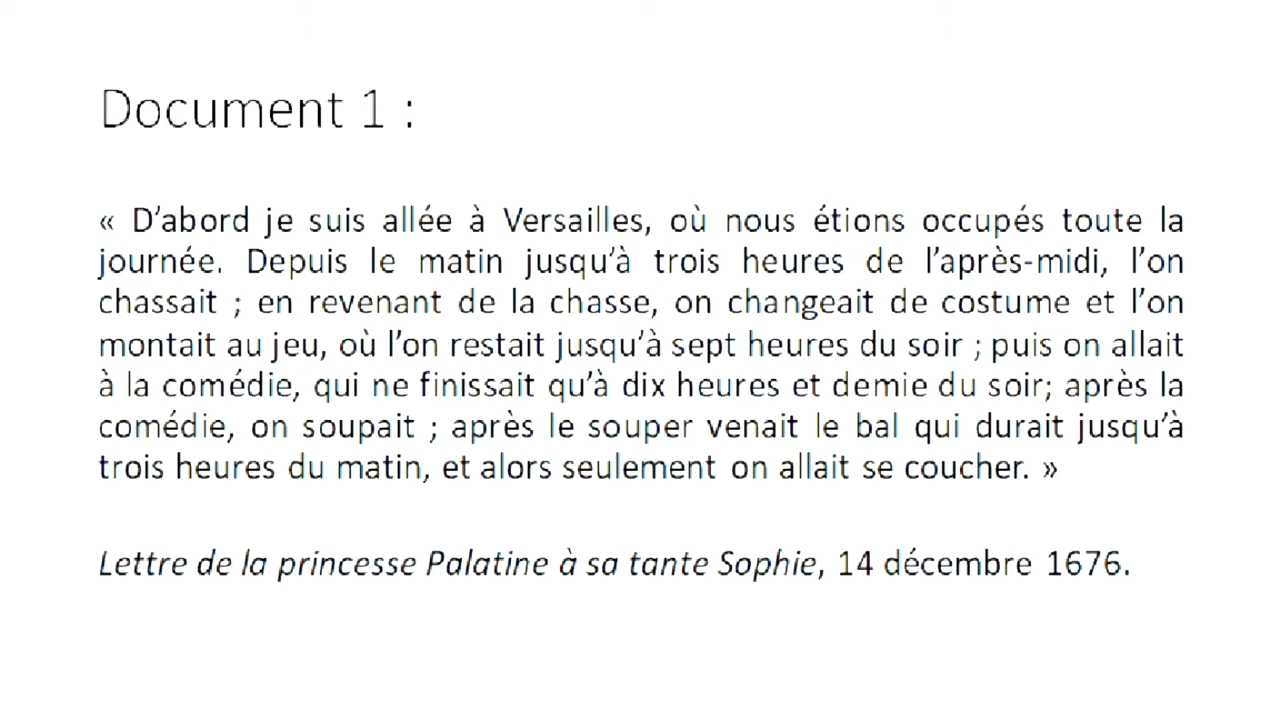 Document 1 :
« D’abord je suis allée à Versailles, où nous étions occupés toute la
journée. Depuis le matin jusqu’à trois heures de l’après-midi, l’on
chassait ; en revenant de la chasse, on changeait de costume et l’on
montait au jeu, où l’on restait jusqu’à sept heures du soir ; puis on allait
à la comédie, qui ne finissait qu’à dix heures et demie du soir; après la
comédie, on soupait ; après le souper venait le bal qui durait jusqu’à
trois heures du matin, et alors seulement on allait se coucher. »
Lettre de la princesse Palatine à sa tante Sophie, 14 décembre 1676.